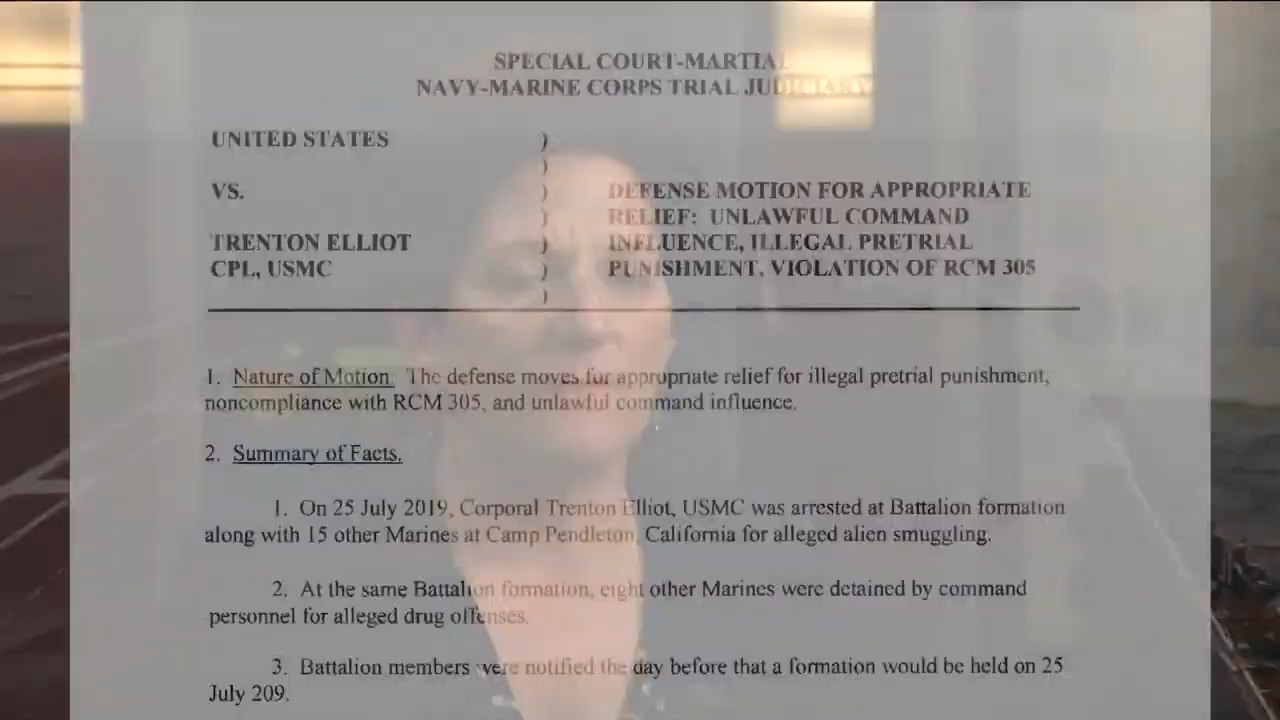 SPECIAL COURT-MARTIAL
NAVY-MARINE CORPS TRIAL JUDICIARY
UNITED STATES )
)
VS. ) DEFENSE MOTION FOR APPROPRIATE
) RELIEF: UNLAWFUL COMMAND
TRENTON ELLIOT ) INFLUENCE, ILLEGAL PRETRIAL
CPL, USMC ) PUNISHMENT, VIOLATION OF RCM 305
)
1. Nature of Motion. The defense moves for appropriate relief for illegal pretrial punishment,
noncompliance with RCM 305, and unlawful command influence.
2. Summary of Facts.
1. On 25 July 2019, Corporal Trenton Elliot, USMC was arrested at Battalion formation
along with 15 other Marines at Camp Pendleton, California for alleged alien smuggling.
2. At the same Battalion formation, eight other Marines were detained by command
personnel for alleged drug offenses.
3. Battalion members were notified the day before that a formation would be held on 25
July 209.